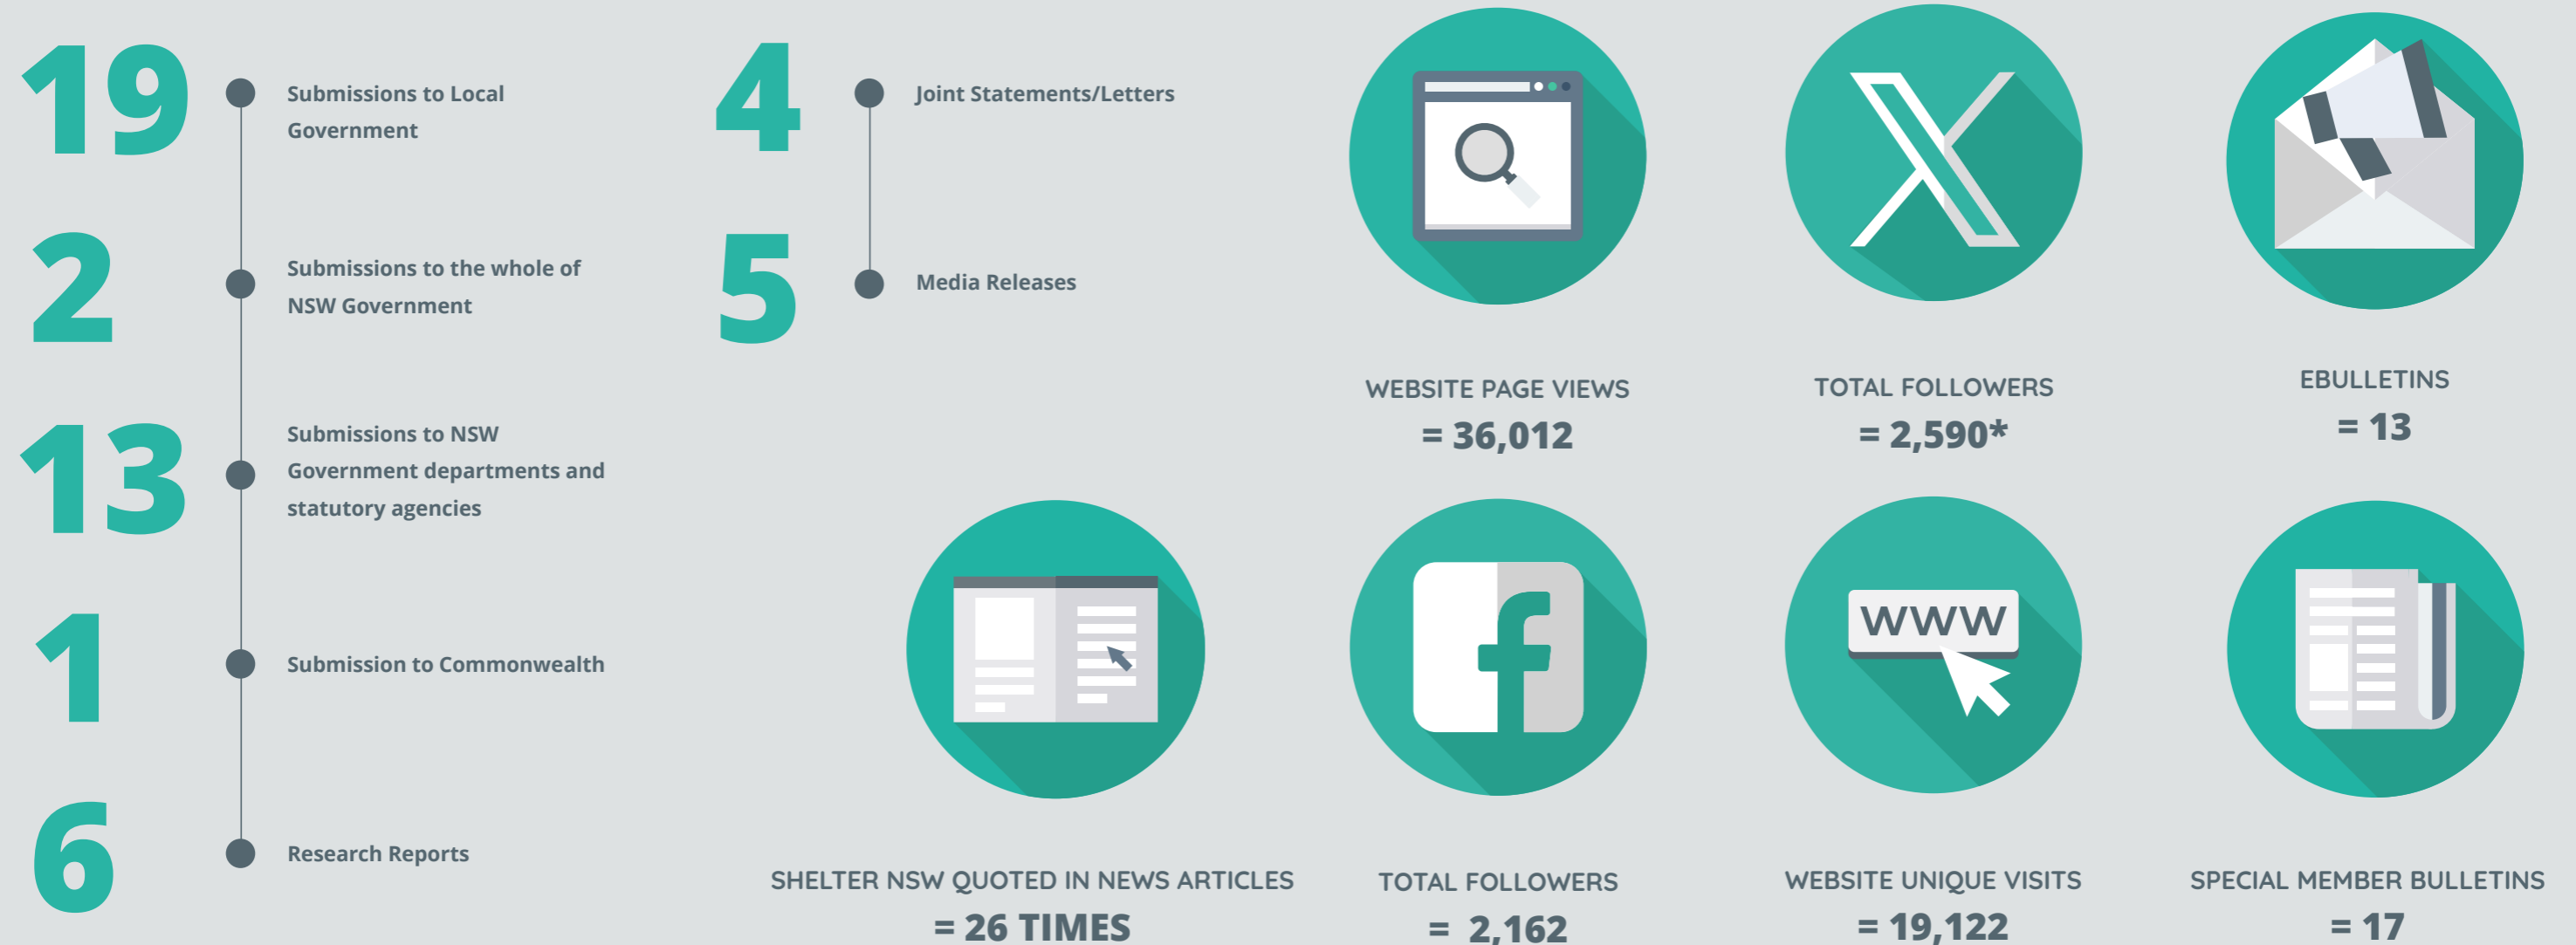 19
Submissions to Local
Government
2
Submissions to the whole of
NSW Government
13
Submissions to NSW
Government departments and
statutory agencies
1
Submission to Commonwealth
6
Research Reports
4
Joint Statements/Letters
5
Media Releases
WEBSITE PAGE VIEWS
= 36,012
X
TOTAL FOLLOWERS
= 2,590*
EBULLETINS
= 13
SHELTER NSW QUOTED IN NEWS ARTICLES
= 26 TIMES
f
TOTAL FOLLOWERS
= 2,162
WWW
WEBSITE UNIQUE VISITS
= 19,122
SPECIAL MEMBER BULLETINS
= 17